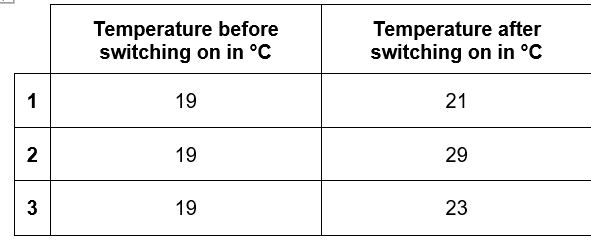 Temperature before Temperature after
switching on in °C switching on in °C
1 19 21
2 19 29
3 19 23